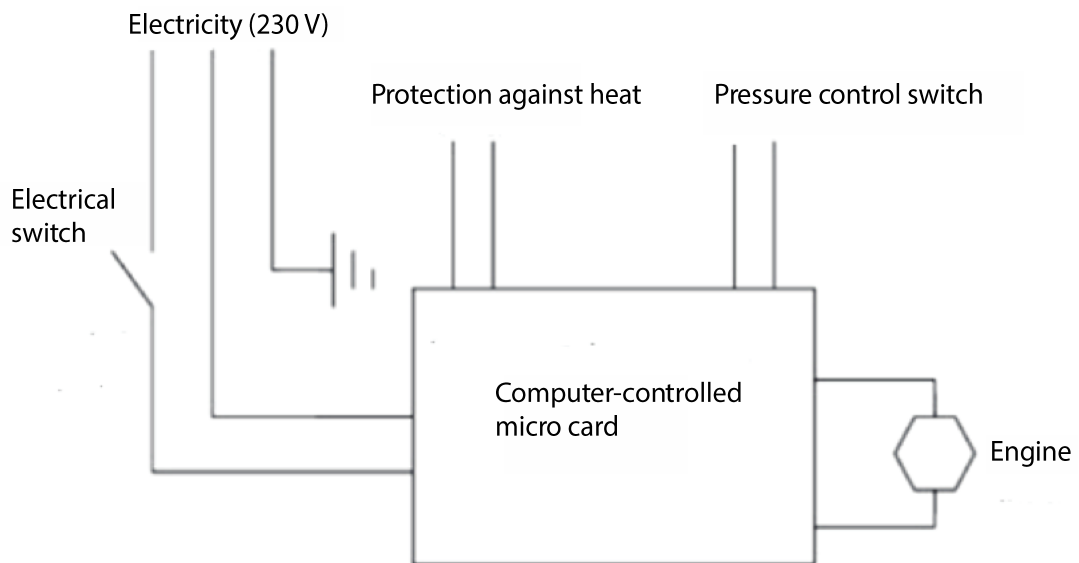 Electricity (230 V)
Protection against heat
Pressure control switch
Electrical
switch
Computer-controlled
micro card
Engine